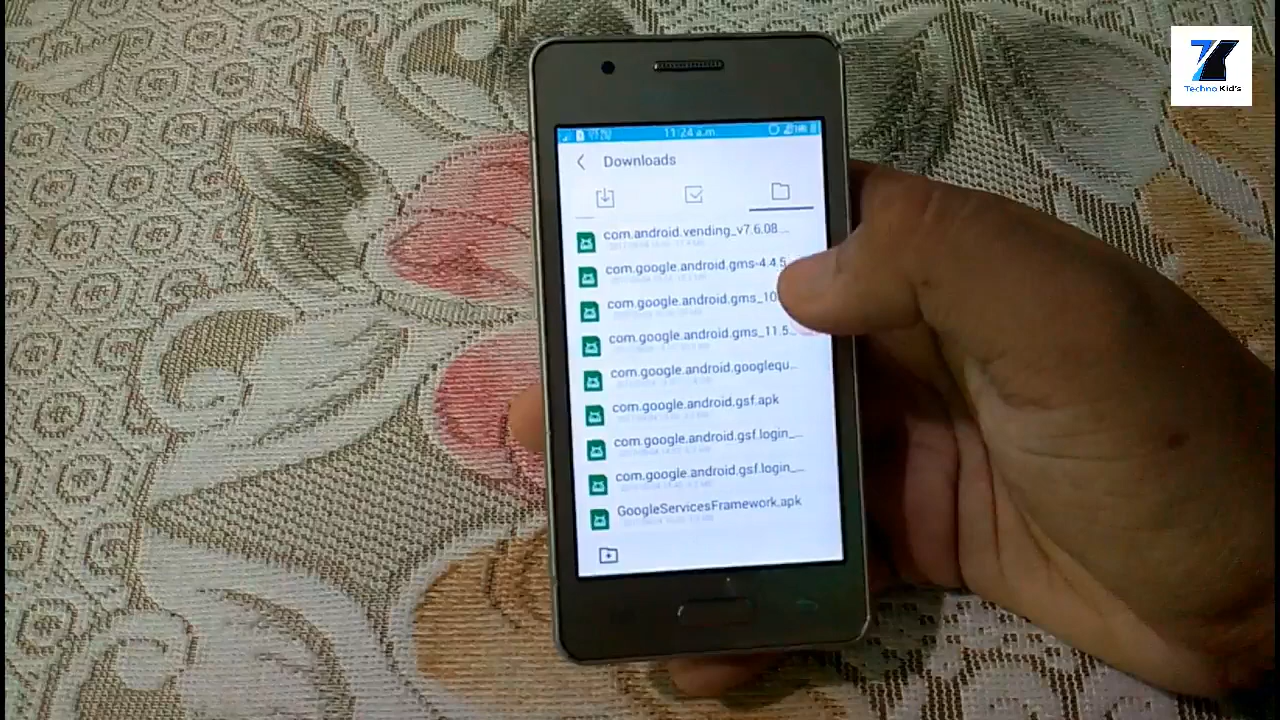 Techno Kid's
11:24 a.m.
Downloads
com.android.vending_v7.6.08...
com.google.android.gms-4.4.5
com.google.android.gms_10
com.google.android.gms_11.5...
com.google.android.googlequ...
com.google.android.gsf.apk
com.google.android.gsf.login_...
com.google.android.gsf.login_...
GoogleServicesFramework.apk